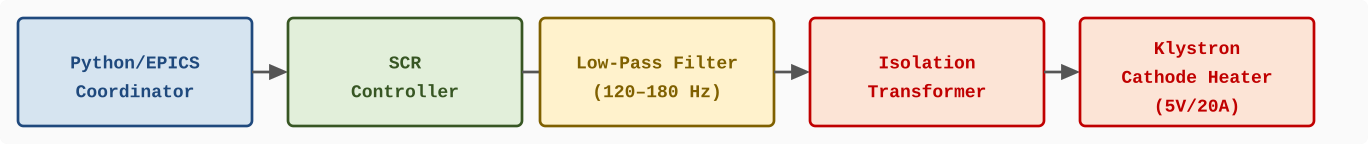 Python/EPICS
Coordinator
SCR
Controller
Low-Pass Filter
(120–180 Hz)
Isolation
Transformer
Klystron
Cathode Heater
(5V/20A)